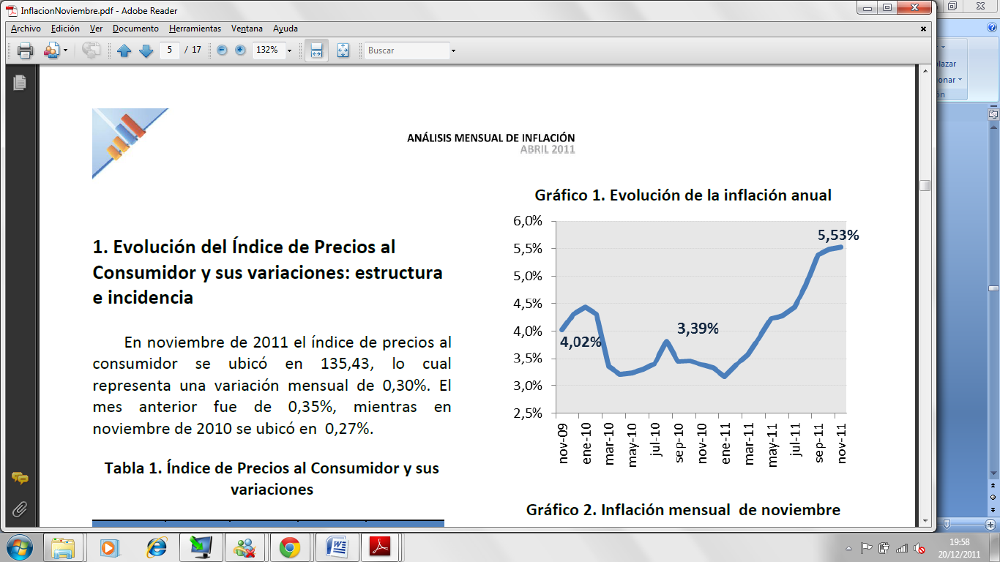 InflacionNoviembre.pdf - Adobe Reader
Archivo Edición Ver Documento Herramientas Ventana Ayuda
5 / 17 132% Buscar
lazar
onar
ón
ANÁLISIS MENSUAL DE INFLACIÓN
ABRIL 2011
1. Evolución del Índice de Precios al
Consumidor y sus variaciones: estructura
e incidencia
En noviembre de 2011 el índice de precios al
consumidor se ubicó en 135,43, lo cual
representa una variación mensual de 0,30%. El
mes anterior fue de 0,35%, mientras en
noviembre de 2010 se ubicó en 0,27%.
Tabla 1. Índice de Precios al Consumidor y sus
variaciones
Gráfico 1. Evolución de la inflación anual
6,0%
5,5%
5,0%
4,5%
4,0%
3,5%
3,0%
2,5%
5,53%
3,39%
4,02%
nov-09
ene-10
mar-10
may-10
jul-10
sep-10
nov-10
ene-11
mar-11
may-11
jul-11
sep-11
nov-11
Gráfico 2. Inflación mensual de noviembre
19:58
20/12/2011